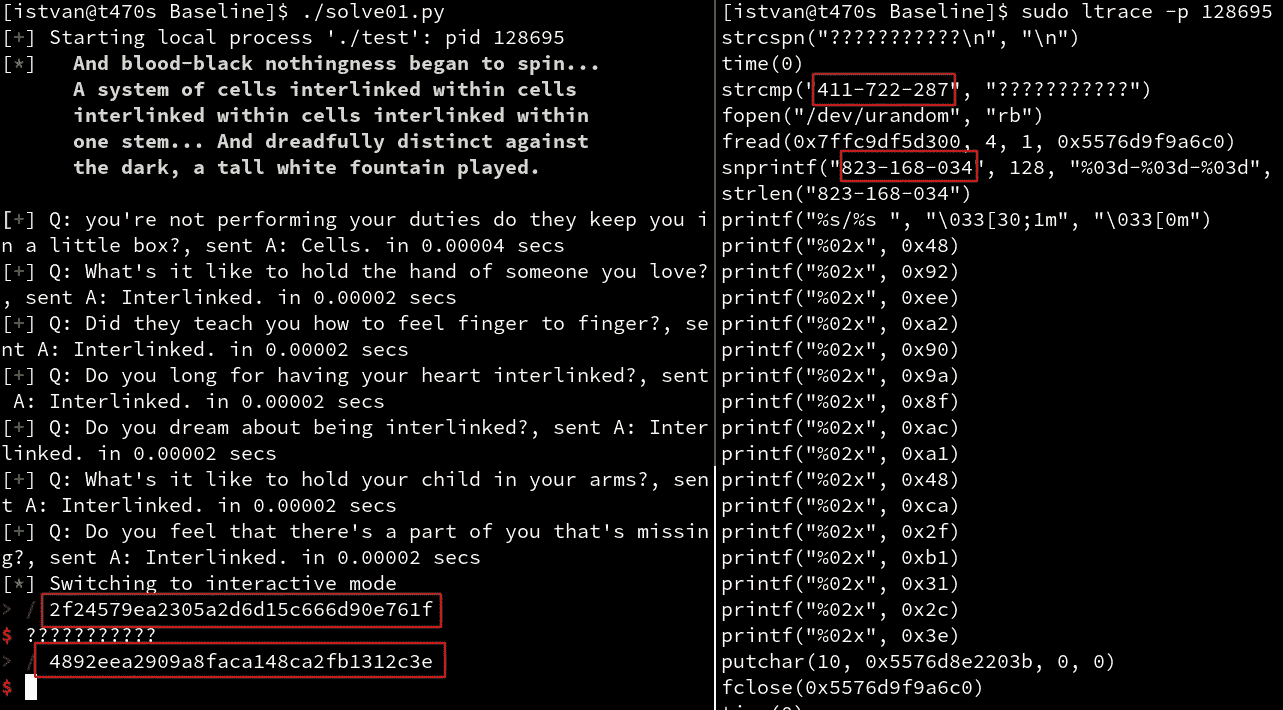 [istvan@t470s Baseline]$ ./solve01.py
[+] Starting local process './test': pid 128695
[*]   And blood-black nothingness began to spin...
      A system of cells interlinked within cells
      interlinked within cells interlinked within
      one stem... And dreadfully distinct against
      the dark, a tall white fountain played.
[+] Q: you're not performing your duties do they keep you i
n a little box?, sent A: Cells. in 0.00004 secs
[+] Q: What's it like to hold the hand of someone you love?
, sent A: Interlinked. in 0.00002 secs
[+] Q: Did they teach you how to feel finger to finger?, se
nt A: Interlinked. in 0.00002 secs
[+] Q: Do you long for having your heart interlinked?, sent
 A: Interlinked. in 0.00002 secs
[+] Q: Do you dream about being interlinked?, sent A: Inter
linked. in 0.00002 secs
[+] Q: What's it like to hold your child in your arms?, sen
t A: Interlinked. in 0.00002 secs
[+] Q: Do you feel that there's a part of you that's missin
g?, sent A: Interlinked. in 0.00002 secs
[*] Switching to interactive mode
> / 2f24579ea2305a2d6d15c666d90e761f
$ ???????????
> / 4892eea2909a8faca148ca2fb1312c3e
$
[istvan@t470s Baseline]$ sudo ltrace -p 128695
strcspn("???????????\n", "\n")
time(0)
strcmp("411-722-287", "???????????")
fopen("/dev/urandom", "rb")
fread(0x7ffc9df5d300, 4, 1, 0x5576d9f9a6c0)
snprintf("823-168-034", 128, "%03d-%03d-%03d",
strlen("823-168-034")
printf("%s/%s ", "\033[30;1m", "\033[0m")
printf("%02x", 0x48)
printf("%02x", 0x92)
printf("%02x", 0xee)
printf("%02x", 0xa2)
printf("%02x", 0x90)
printf("%02x", 0x9a)
printf("%02x", 0x8f)
printf("%02x", 0xac)
printf("%02x", 0xa1)
printf("%02x", 0x48)
printf("%02x", 0xca)
printf("%02x", 0x2f)
printf("%02x", 0xb1)
printf("%02x", 0x31)
printf("%02x", 0x2c)
printf("%02x", 0x3e)
putchar(10, 0x5576d8e2203b, 0, 0)
fclose(0x5576d9f9a6c0)